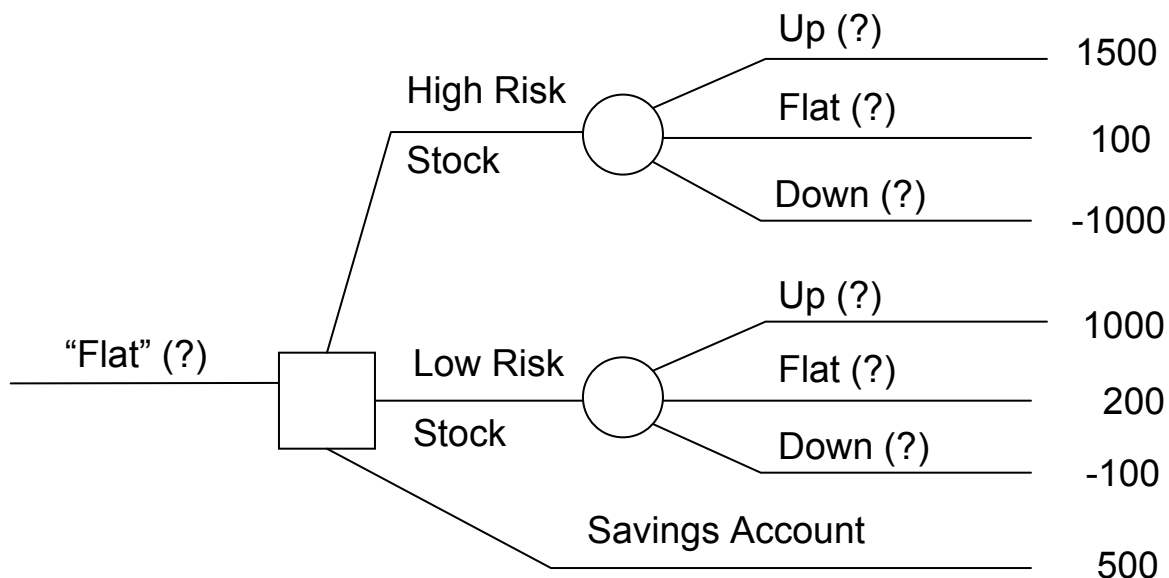 Up (?)
1500
High Risk
Stock
Flat (?)
100
Down (?)
-1000
“Flat” (?)
Low Risk
Stock
Up (?)
1000
Flat (?)
200
Down (?)
-100
Savings Account
500